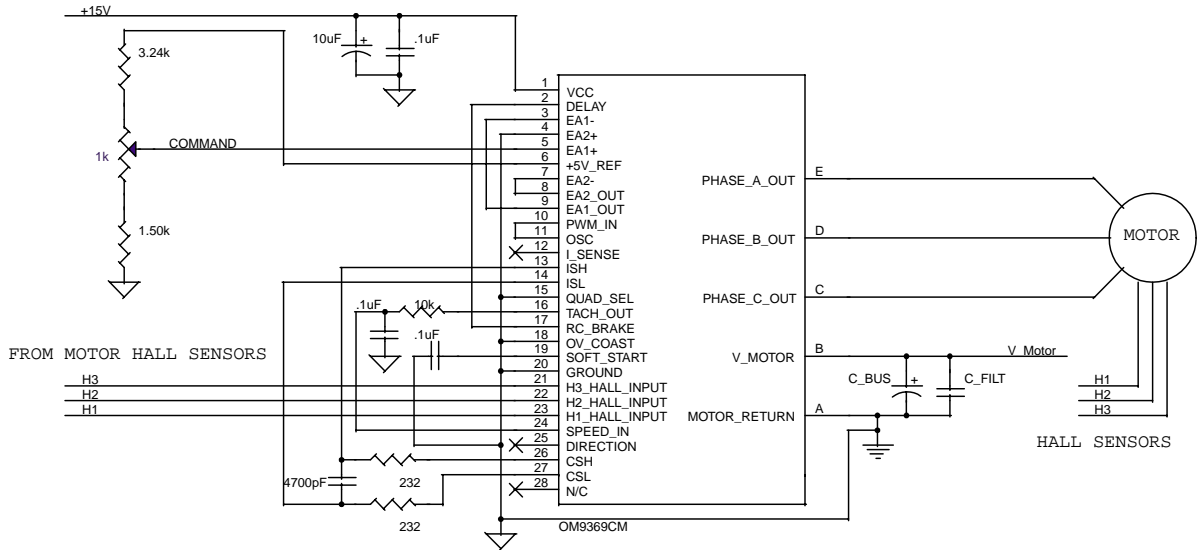 +15V
3.24k
10uF
+
.1uF
1k
COMMAND
1.50k
1 VCC
2 DELAY
3 EA1-
4 EA2+
5 EA1+
6 +5V_REF
7 EA2-
8 EA2_OUT
9 EA1_OUT
10 PWM_IN
11 OSC
12 I_SENSE
13 ISH
14 ISL
15 QUAD_SEL
16 TACH_OUT
17 RC_BRAKE
18 OV_COAST
19 SOFT_START
20 GROUND
21 H3_HALL_INPUT
22 H2_HALL_INPUT
23 H1_HALL_INPUT
24 SPEED_IN
25 DIRECTION
26 CSH
27 CSL
28 N/C
OM9369CM
PHASE_A_OUT E
PHASE_B_OUT D
PHASE_C_OUT C
V_MOTOR B
MOTOR_RETURN A
MOTOR
V_Motor
C_BUS
+
C_FILT
H1
H2
H3
HALL SENSORS
.1uF
10k
.1uF
FROM MOTOR HALL SENSORS
H3
H2
H1
4700pF
232
232